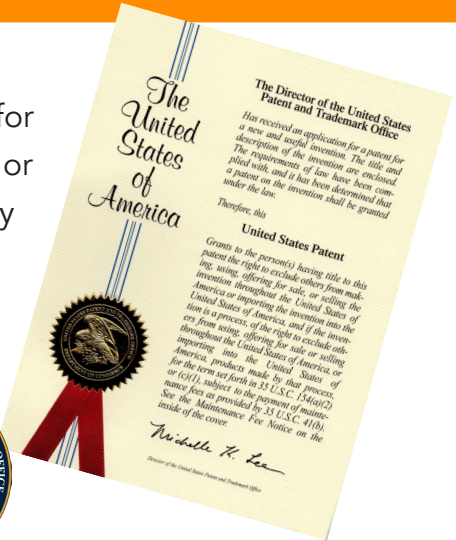 for
or
y
The
United
States
of
America
The Director of the United States
Patent and Trademark Office
Has received an application for a patent for
a new and useful invention. The title and
description of the invention are enclosed.
The requirements of law have been com-
plied with, and it has been determined that
a patent on the invention shall be granted
under the law.
Therefore, this
United States Patent
Grants to the person(s) having title to this
patent the right to exclude others from mak-
ing, using, offering for sale, or selling the
invention throughout the United States of
America or importing the invention into the
United States of America, and if the inven-
tion is a process, of the right to exclude oth-
ers from using, offering for sale or selling
throughout the United States of America, or
importing into the United States of
America, products made by that process,
for the term set forth in 35 U.S.C. 154(a)(2)
or (c)(1), subject to the payment of mainte-
nance fees as provided by 35 U.S.C. 41(b).
See the Maintenance Fee Notice on the
inside of the cover.
Michelle K. Lee
Director of the United States Patent and Trademark Office
OFFICE